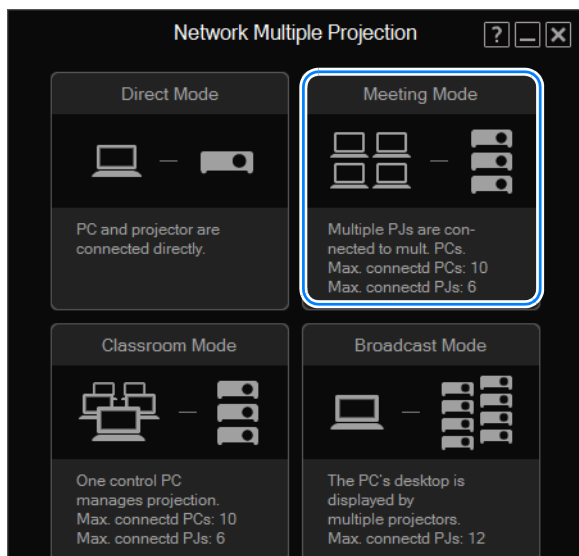 Network Multiple Projection
?
Direct Mode
PC and projector are
connected directly.
Meeting Mode
Multiple PJs are con-
nected to mult. PCs.
Max. connectd PCs: 10
Max. connectd PJs: 6
Classroom Mode
One control PC
manages projection.
Max. connectd PCs: 10
Max. connectd PJs: 6
Broadcast Mode
The PC's desktop is
displayed by
multiple projectors.
Max. connectd PJs: 12